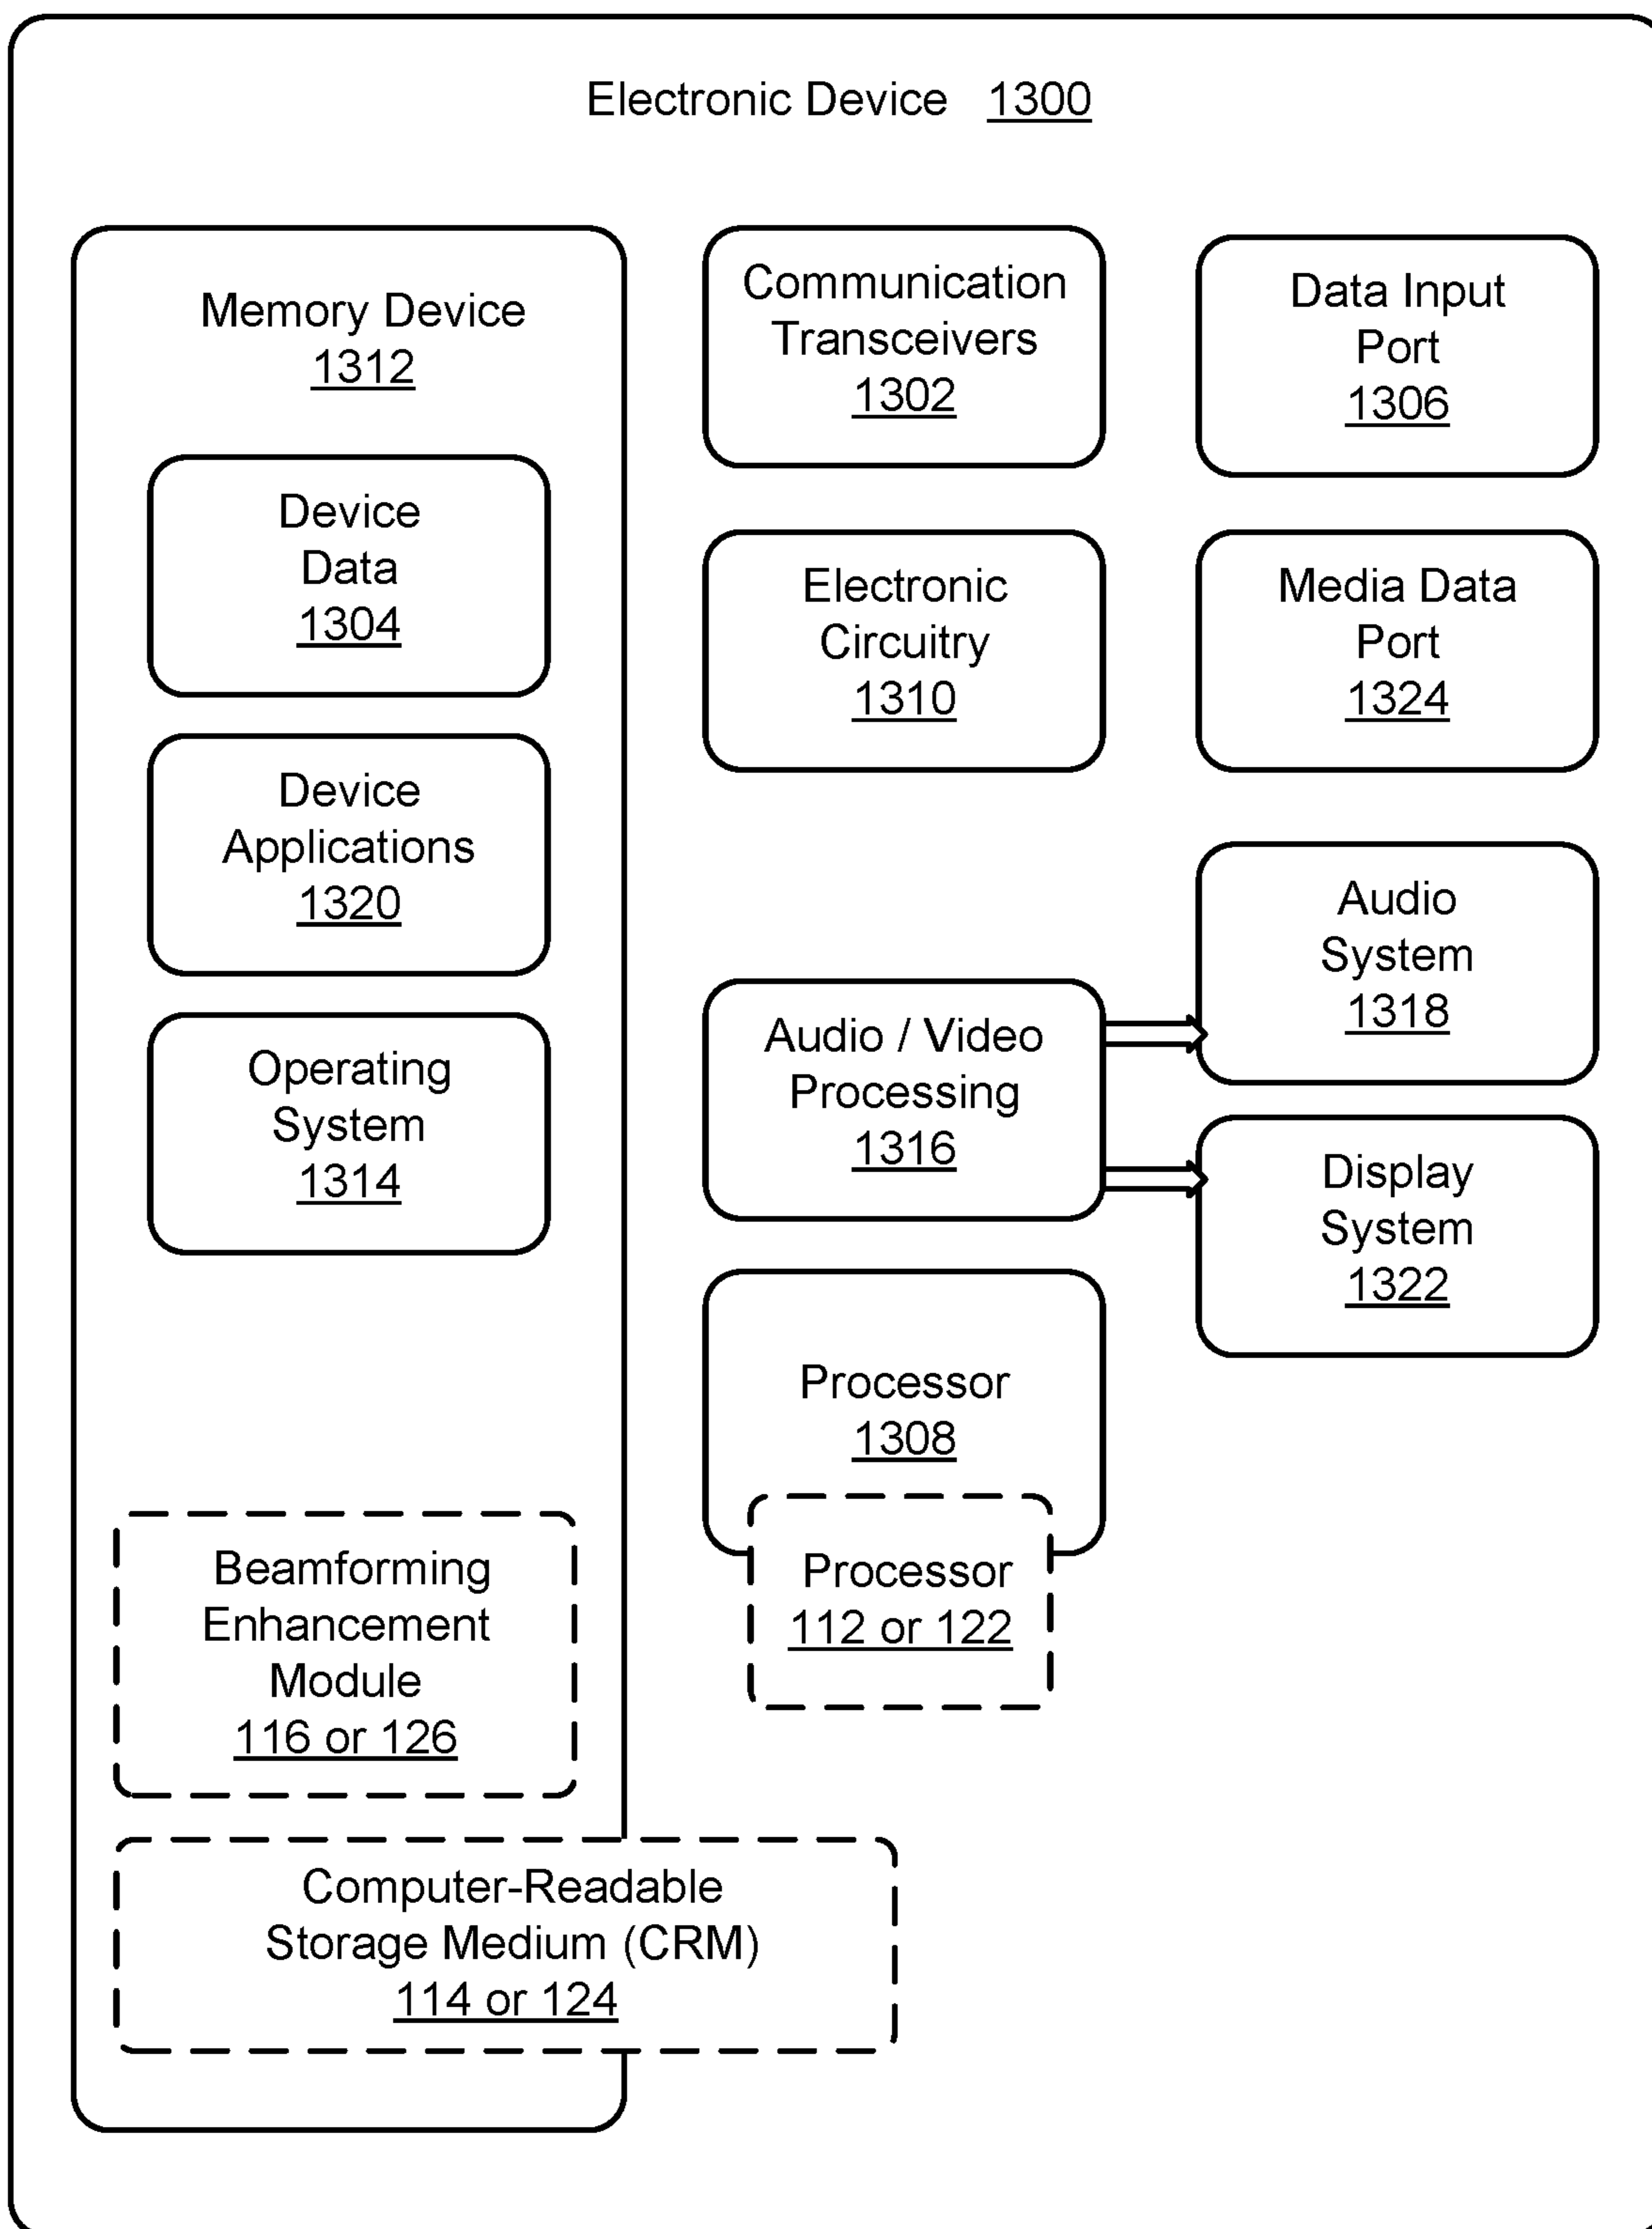 Electronic Device 1300
Memory Device
1312
Device
Data
1304
Device
Applications
1320
Operating
System
1314
Beamforming
Enhancement
Module
116 or 126
Computer-Readable
Storage Medium (CRM)
114 or 124
Communication
Transceivers
1302
Electronic
Circuitry
1310
Audio / Video
Processing
1316
Processor
1308
Processor
112 or 122
Data Input
Port
1306
Media Data
Port
1324
Audio
System
1318
Display
System
1322